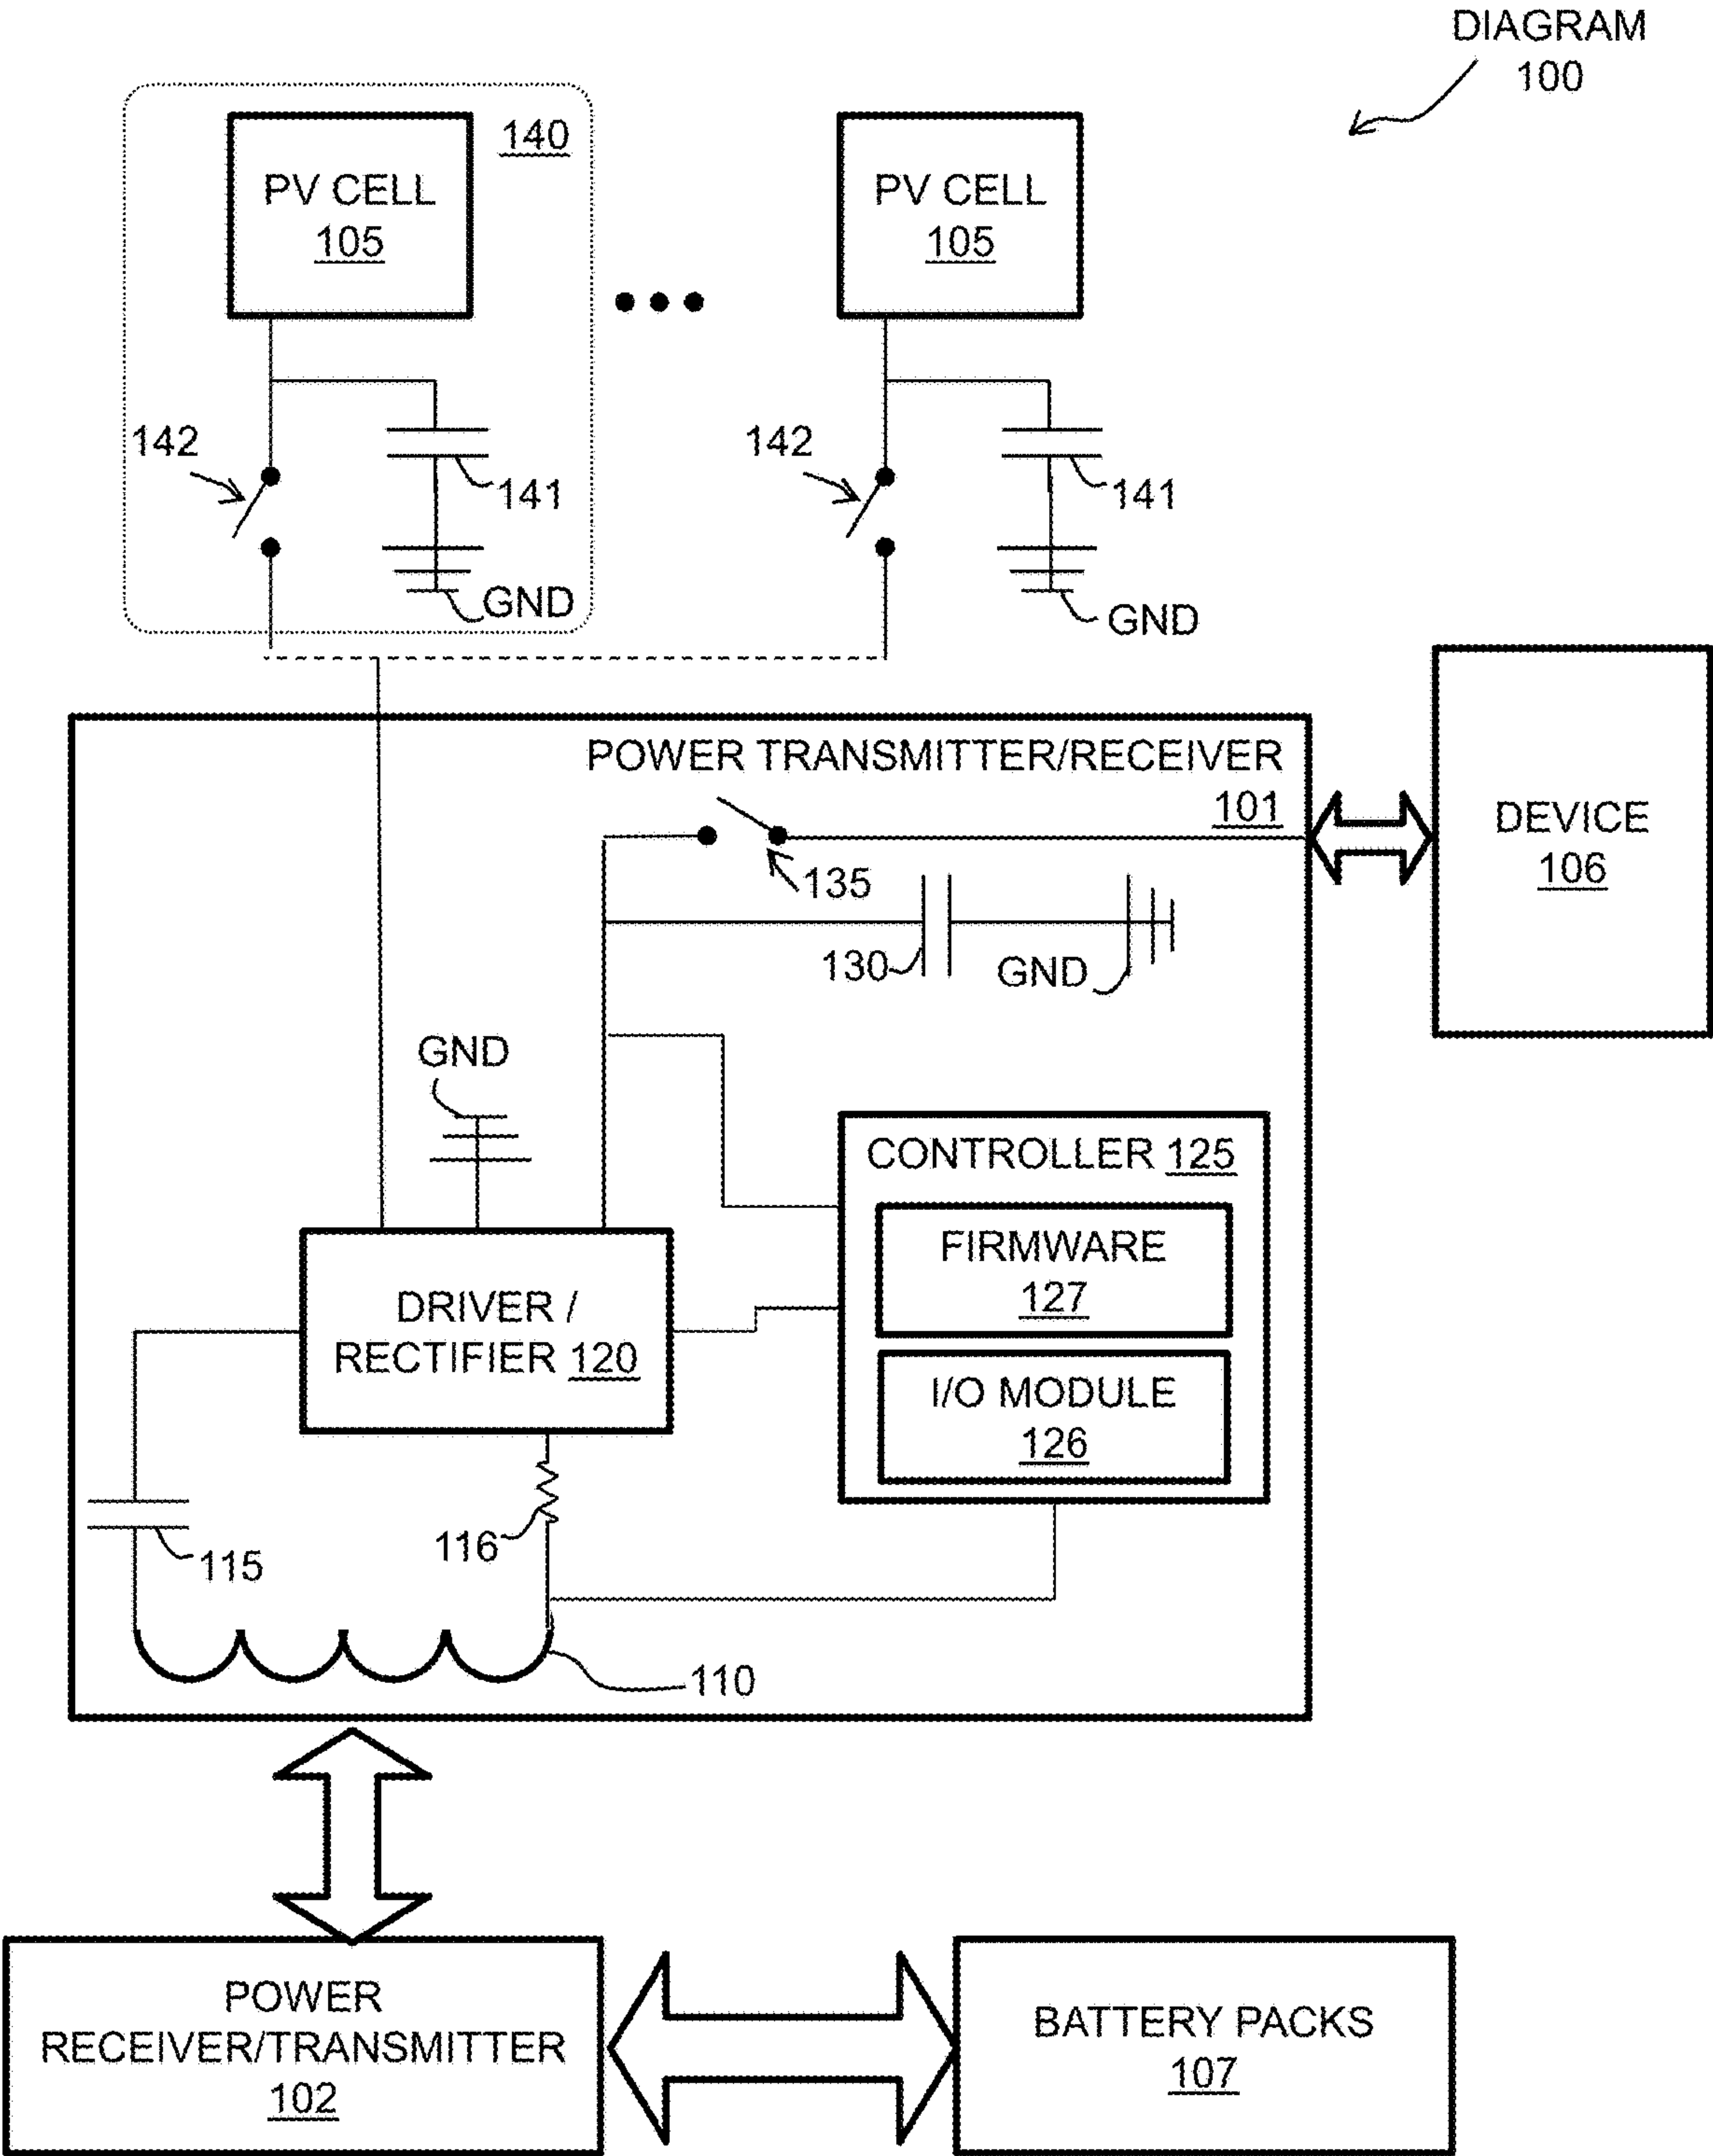 DIAGRAM
100
140
PV CELL
105
PV CELL
105
142
141
142
141
GND
GND
POWER TRANSMITTER/RECEIVER
101
DEVICE
106
135
130
GND
GND
CONTROLLER 125
FIRMWARE
127
DRIVER /
RECTIFIER 120
I/O MODULE
126
116
115
110
POWER
RECEIVER/TRANSMITTER
102
BATTERY PACKS
107